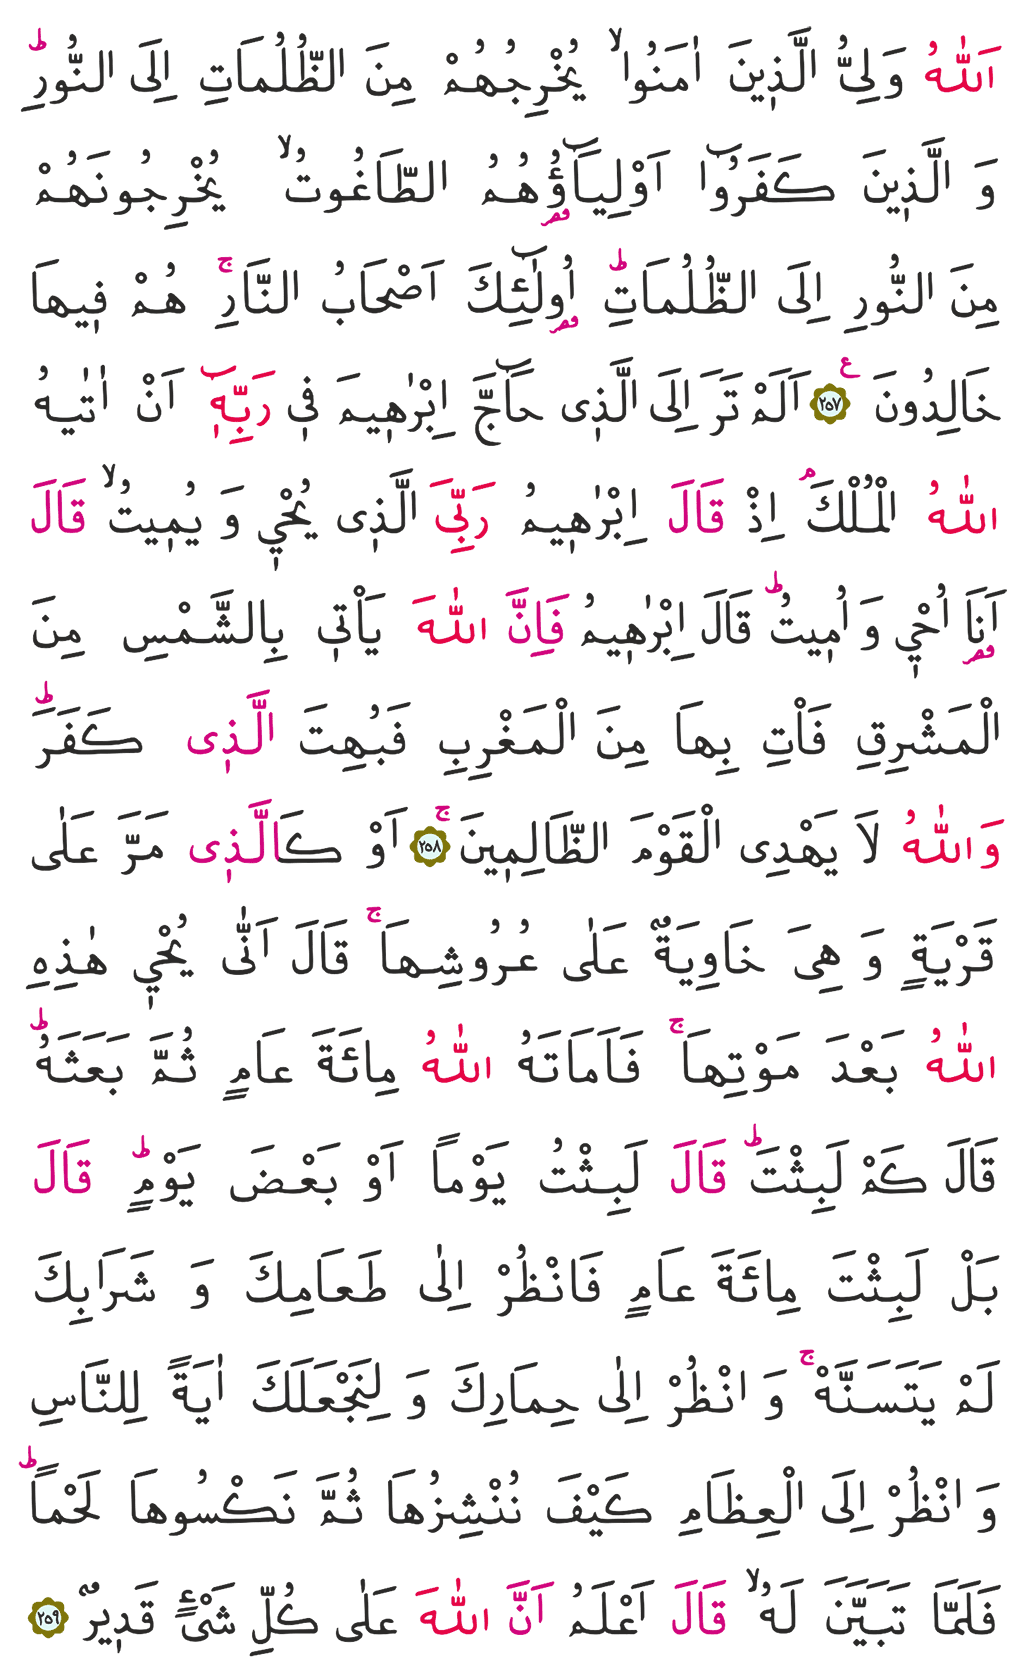 اَللّٰهُ وَلِىُّ الَّذٖينَ اٰمَنُواۙ يُخْرِجُهُمْ مِنَ الظُّلُمَاتِ اِلَى النُّورِؕ
وَ الَّذٖينَ كَفَرُٓوا اَوْلِيَٓاؤُ۬هُمُ الطَّاغُوتُۙ يُخْرِجُونَهُمْ
مِنَ النُّورِ اِلَى الظُّلُمَاتِؕ اُو۬لٰٓئِكَ اَصْحَابُ النَّارِۚ هُمْ فٖيهَا
خَالِدُونَ ﴿٢٥٧﴾ع اَلَمْ تَرَ اِلَى الَّذٖى حَٓاجَّ اِبْرٰهٖيمَ فٖى رَبِّهٖٓ اَنْ اٰتٰيهُ
اللّٰهُ الْمُلْكَۘ اِذْ قَالَ اِبْرٰهٖيمُ رَبِّىَ الَّذٖى يُحْيٖ وَ يُمٖيتُۙ قَالَ
اَنَا۬ اُحْيٖ وَ اُمٖيتُؕ قَالَ اِبْرٰهٖيمُ فَاِنَّ اللّٰهَ يَاْتٖى بِالشَّمْسِ مِنَ
الْمَشْرِقِ فَاْتِ بِهَا مِنَ الْمَغْرِبِ فَبُهِتَ الَّذٖى كَفَرَؕ
وَاللّٰهُ لَا يَهْدِى الْقَوْمَ الظَّالِمٖينَۚ ﴿٢٥٨﴾ اَوْ كَالَّذٖى مَرَّ عَلٰى
قَرْيَةٍ وَ هِىَ خَاوِيَةٌ عَلٰى عُرُوشِهَاۚ قَالَ اَنّٰى يُحْيٖ هٰذِهِ
اللّٰهُ بَعْدَ مَوْتِهَاۚ فَاَمَاتَهُ اللّٰهُ مِائَةَ عَامٍ ثُمَّ بَعَثَهُؕ
قَالَ كَمْ لَبِثْتَؕ قَالَ لَبِثْتُ يَوْماً اَوْ بَعْضَ يَوْمٍؕ قَالَ
بَلْ لَبِثْتَ مِائَةَ عَامٍ فَانْظُرْ اِلٰى طَعَامِكَ وَ شَرَابِكَ
لَمْ يَتَسَنَّهْۚ وَ انْظُرْ اِلٰى حِمَارِكَ وَ لِنَجْعَلَكَ اٰيَةً لِلنَّاسِ
وَ انْظُرْ اِلَى الْعِظَامِ كَيْفَ نُنْشِزُهَا ثُمَّ نَكْسُوهَا لَحْماًؕ
فَلَمَّا تَبَيَّنَ لَهُۙ قَالَ اَعْلَمُ اَنَّ اللّٰهَ عَلٰى كُلِّ شَىْءٍ قَدٖيرٌ ﴿٢٥٩﴾